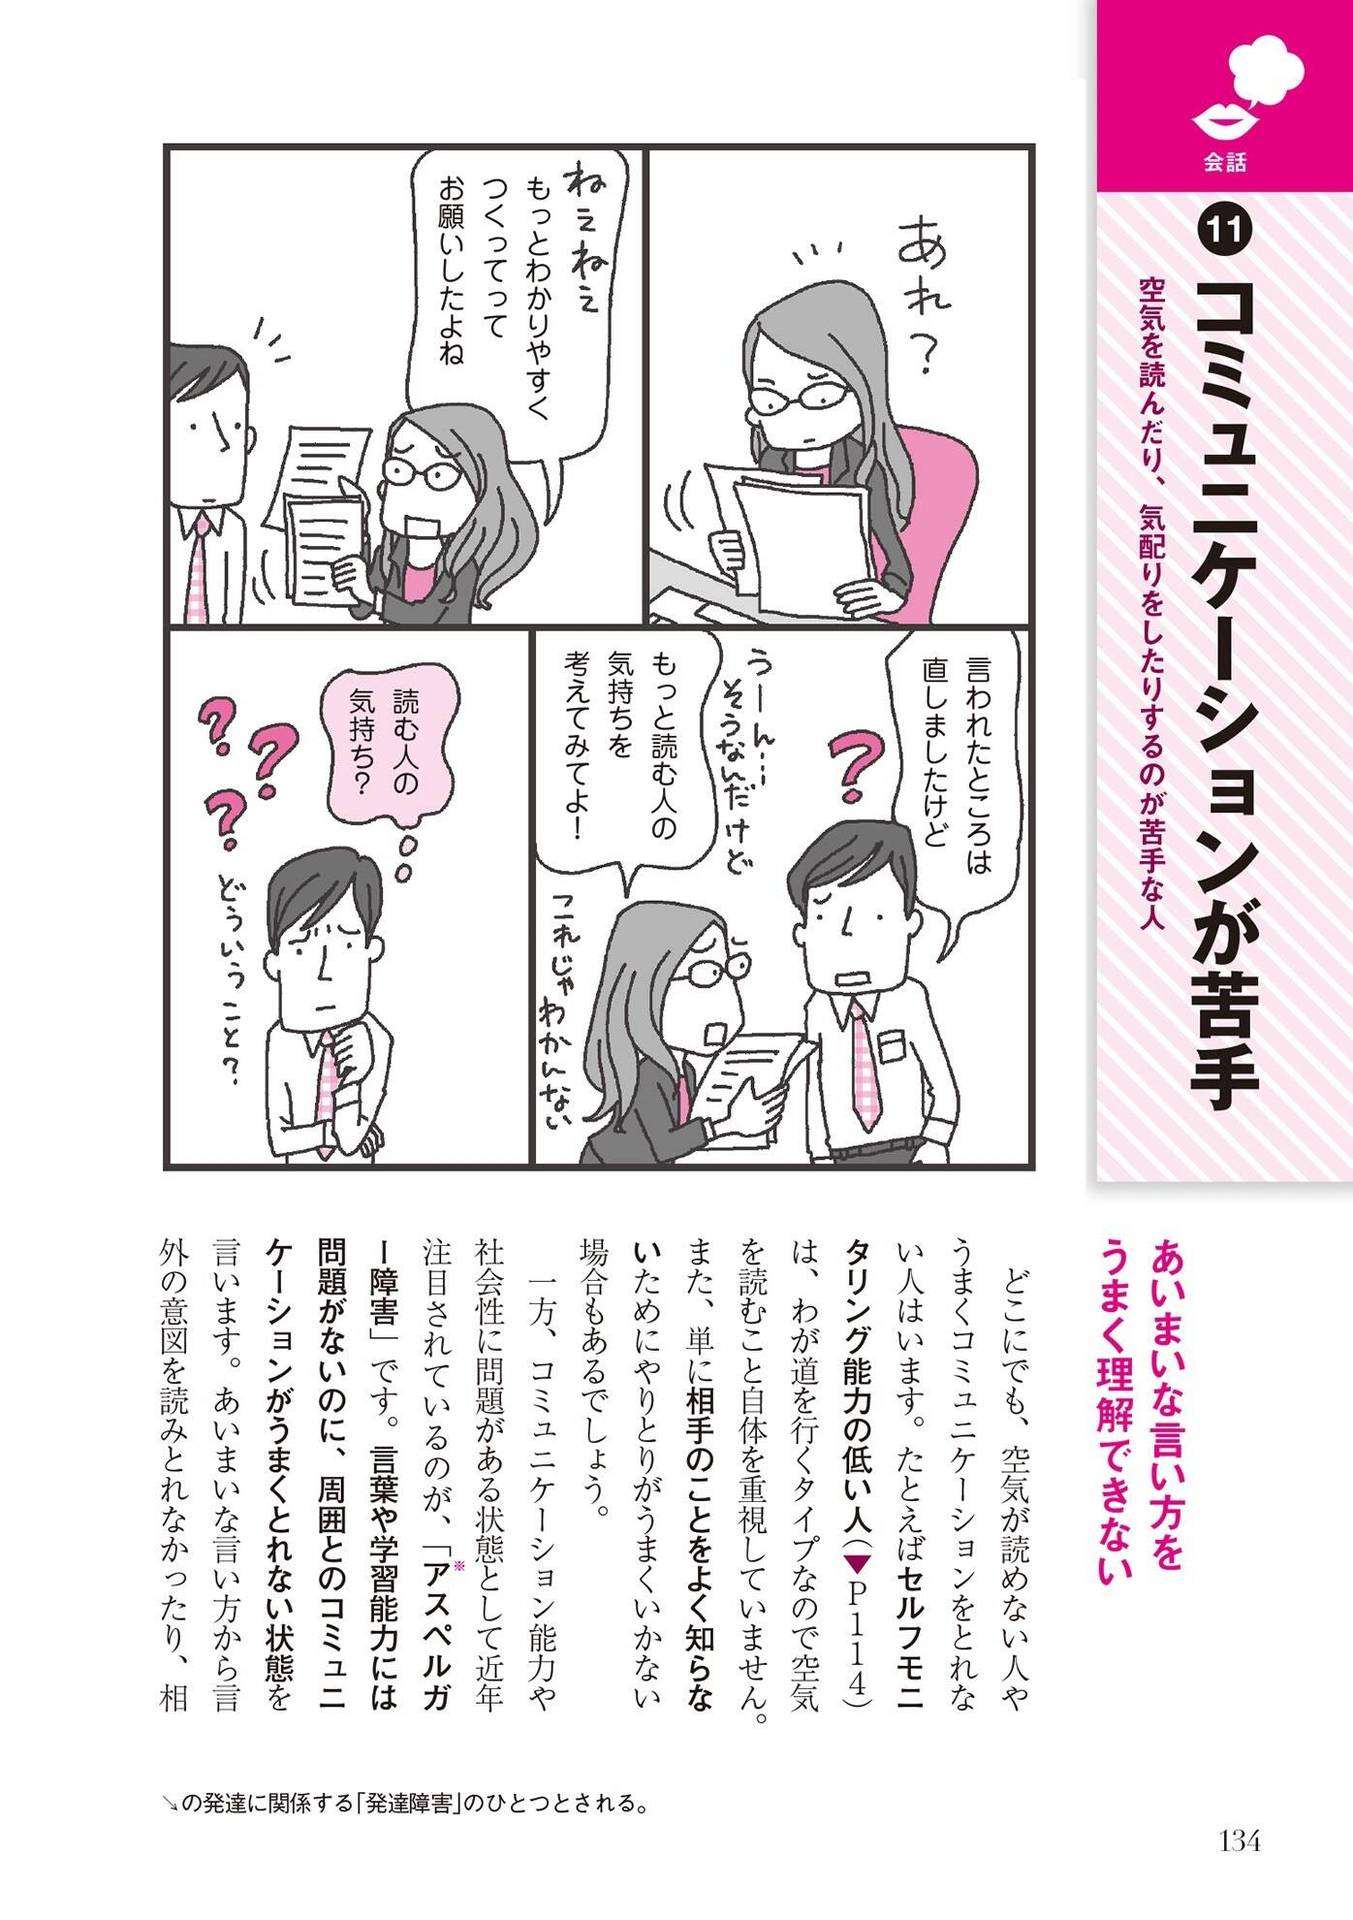 会話
11
コミュニケーションが苦手
空気を読んだり、気配りをしたりするのが苦手な人
あれ?
ねぇねぇ
もっとわかりやすく
つくってって
お願いしたよね
言われたところは
直しましたけど
うーん…
そうなんだけど
もっと読む人の
気持ちを
考えてみてよ!
これじゃ
わかんない
読む人の
気持ち?
どういうこと?
あいまいな言い方を
うまく理解できない
どこにでも、空気が読めない人や
うまくコミュニケーションをとれな
い人はいます。たとえばセルフモニ
タリング能力の低い人(▼P114)
は、わが道を行くタイプなので空気
を読むこと自体を重視していません。
また、単に相手のことをよく知らな
いためにやりとりがうまくいかない
場合もあるでしょう。
一方、コミュニケーション能力や
社会性に問題がある状態として近年
注目されているのが、「アスペルガ※
ー障害」です。言葉や学習能力には
問題がないのに、周囲とのコミュニ
ケーションがうまくとれない状態を
言います。あいまいな言い方から言
外の意図を読みとれなかったり、相
↘の発達に関係する「発達障害」のひとつとされる。
134